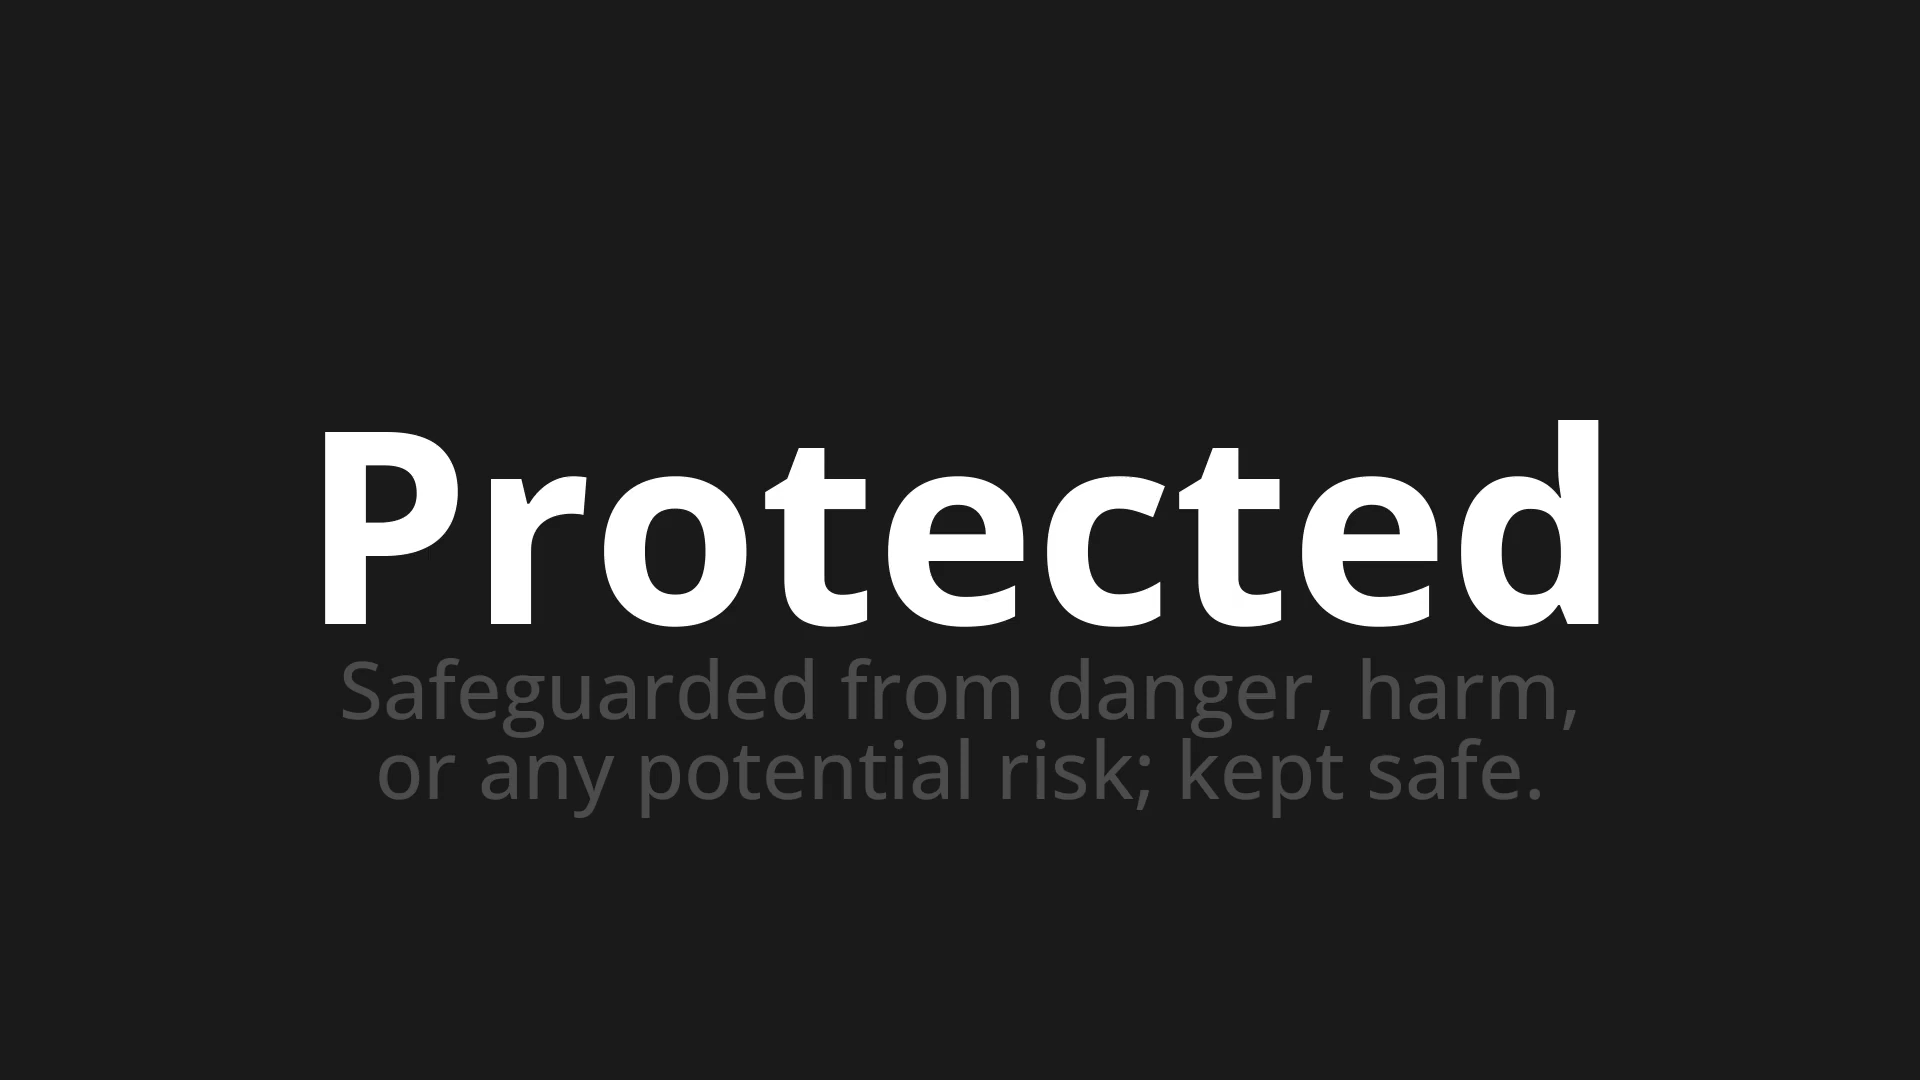 Protected
Safeguarded from danger, harm,
or any potential risk; kept safe.